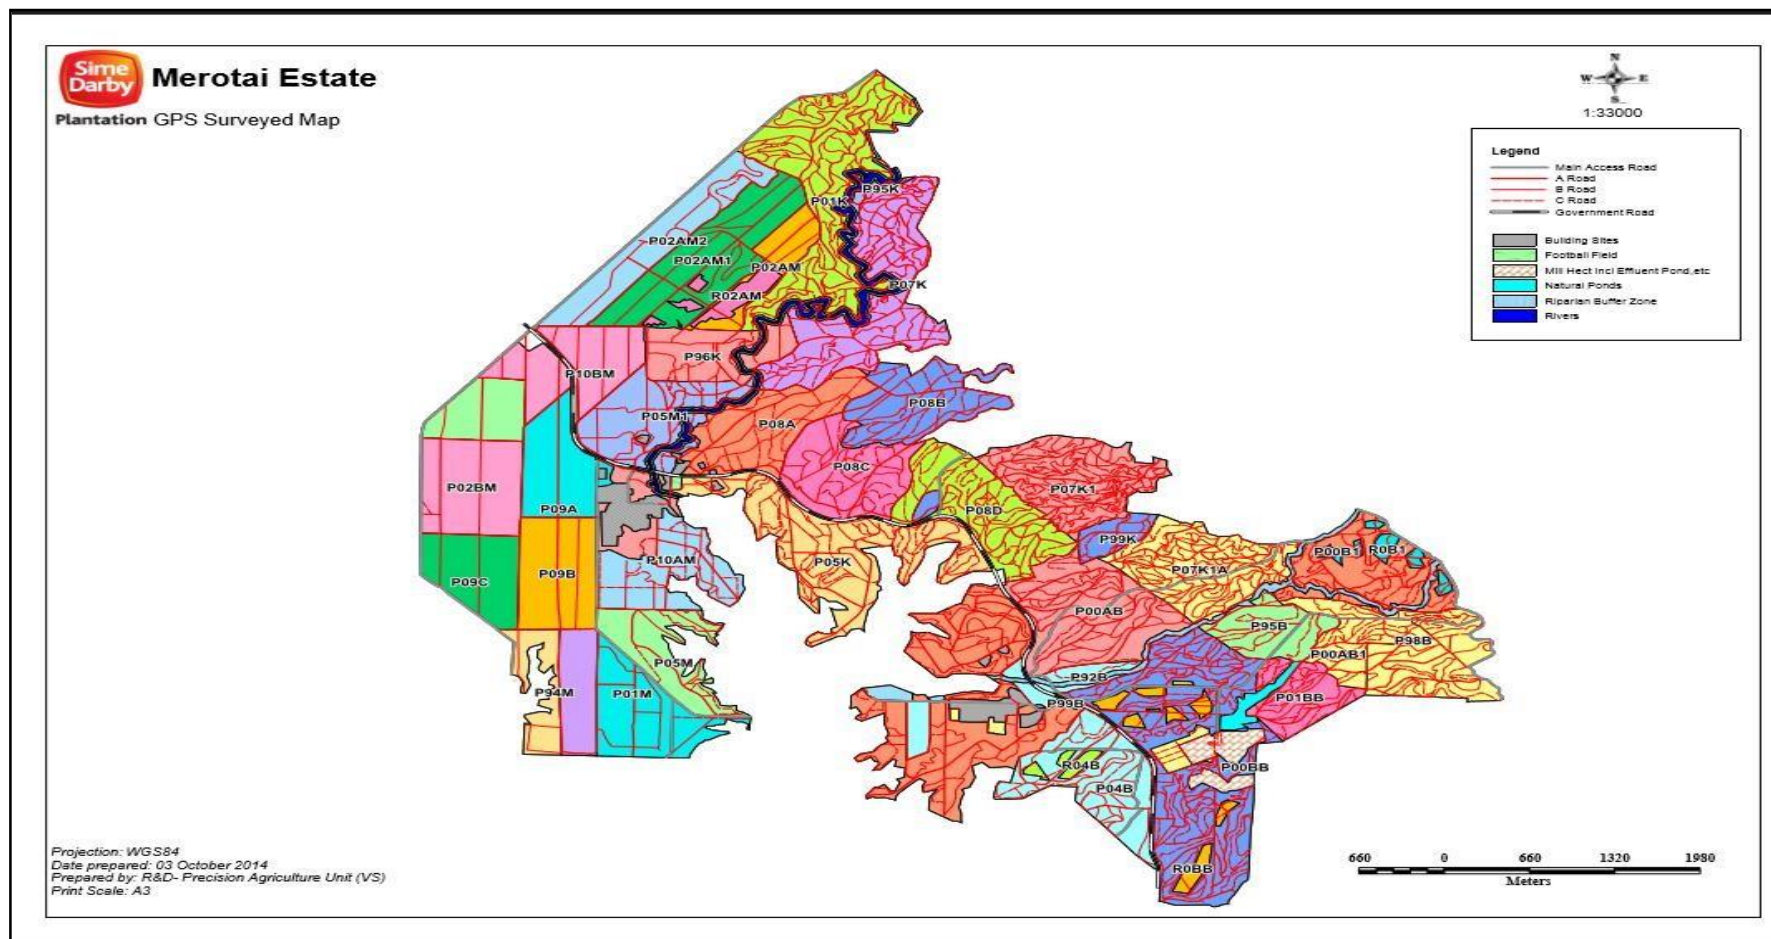 Sime
Darby
Merotai Estate
Plantation GPS Surveyed Map
N
W E
S
1:33000
Legend
Main Access Road
A Road
B Road
C Road
Government Road
Building Sites
Football Field
Mill Hect Incl Effluent Pond,etc
Natural Ponds
Riparian Buffer Zone
Rivers
P95K
P01K
P02AM2
P02AM1
P02AM
P07K
R02AM
P96K
P10BM
P08B
P05M1
P08A
P08C
P02BM
P07K1
P09A
P08D
P99K
P00B1
R0B1
P10AM
P05K
P07K1A
P09C
P09B
P00AB
P95B
P98B
P00AB1
P05M
P94M
P01M
P92B
P01BB
P99B
R04B
P00BB
P04B
R0BB
Projection: WGS84
Date prepared: 03 October 2014
Prepared by: R&D- Precision Agriculture Unit (VS)
Print Scale: A3
660 0 660 1320 1980
Meters